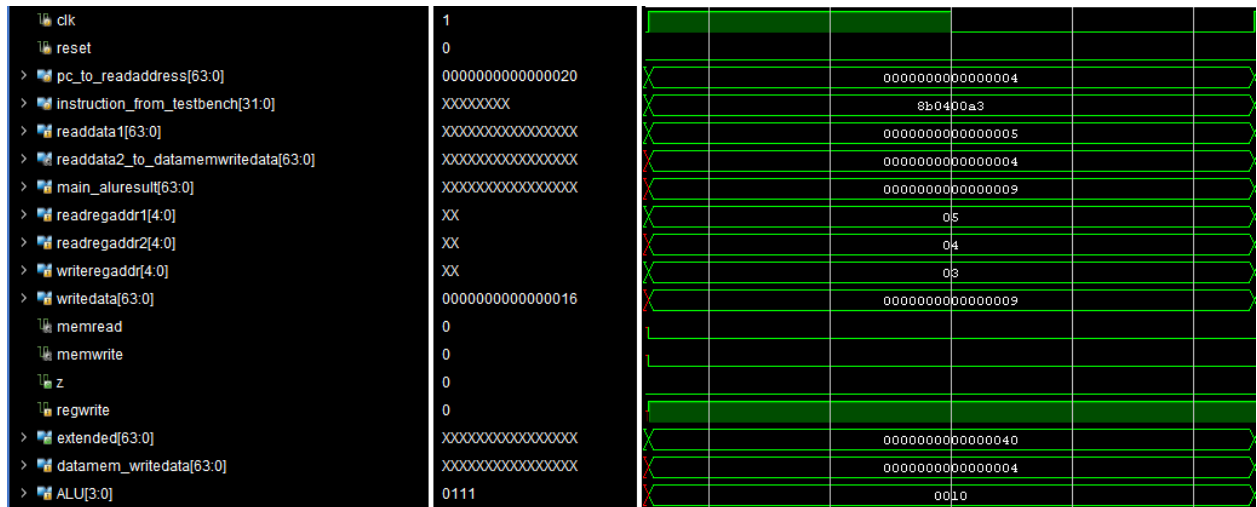 clk 1
reset 0
pc_to_readaddress[63:0] 0000000000000020 0000000000000004
instruction_from_testbench[31:0] XXXXXXXX 8b0400a3
readdata1[63:0] XXXXXXXXXXXXXXXX 0000000000000005
readdata2_to_datamemwritedata[63:0] XXXXXXXXXXXXXXXX 0000000000000004
main_aluresult[63:0] XXXXXXXXXXXXXXXX 0000000000000009
readregaddr1[4:0] XX 05
readregaddr2[4:0] XX 04
writeregaddr[4:0] XX 03
writedata[63:0] 0000000000000016 0000000000000009
memread 0
memwrite 0
z 0
regwrite 0
extended[63:0] XXXXXXXXXXXXXXXX 0000000000000040
datamem_writedata[63:0] XXXXXXXXXXXXXXXX 0000000000000004
ALU[3:0] 0111 0010